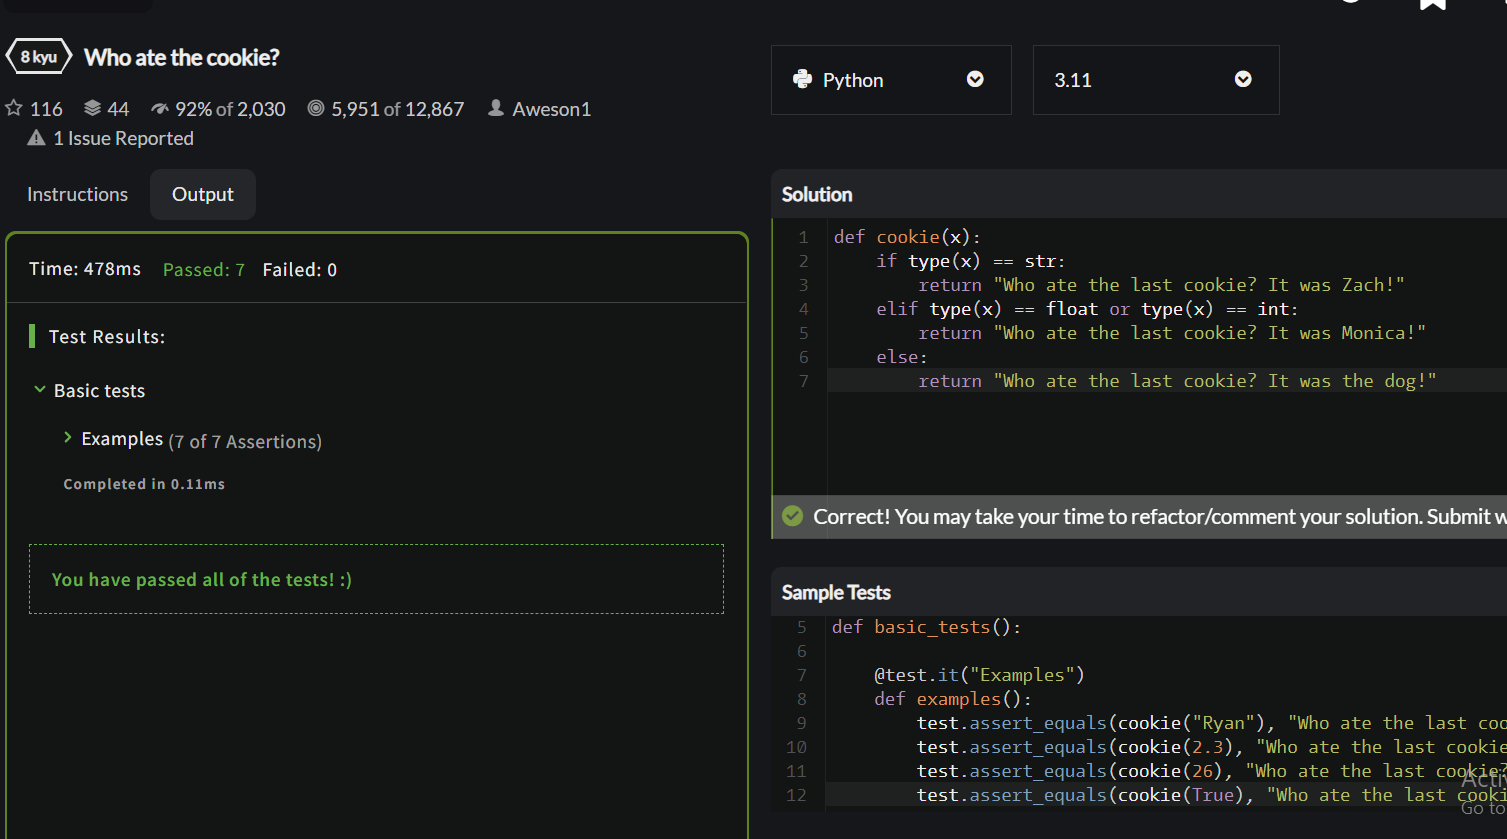 8 kyu Who ate the cookie?
116 44 92% of 2,030 5,951 of 12,867 Aweson1
1 Issue Reported
Instructions Output
Time: 478ms Passed: 7 Failed: 0
Test Results:
Basic tests
Examples (7 of 7 Assertions)
Completed in 0.11ms
You have passed all of the tests! :)
Python 3.11
Solution
1 def cookie(x):
2 if type(x) == str:
3 return "Who ate the last cookie? It was Zach!"
4 elif type(x) == float or type(x) == int:
5 return "Who ate the last cookie? It was Monica!"
6 else:
7 return "Who ate the last cookie? It was the dog!"
Correct! You may take your time to refactor/comment your solution. Submit w
Sample Tests
5 def basic_tests():
6
7 @test.it("Examples")
8 def examples():
9 test.assert_equals(cookie("Ryan"), "Who ate the last coo
10 test.assert_equals(cookie(2.3), "Who ate the last cookie
11 test.assert_equals(cookie(26), "Who ate the last cookie?
12 test.assert_equals(cookie(True), "Who ate the last cooki
Activ
Go to